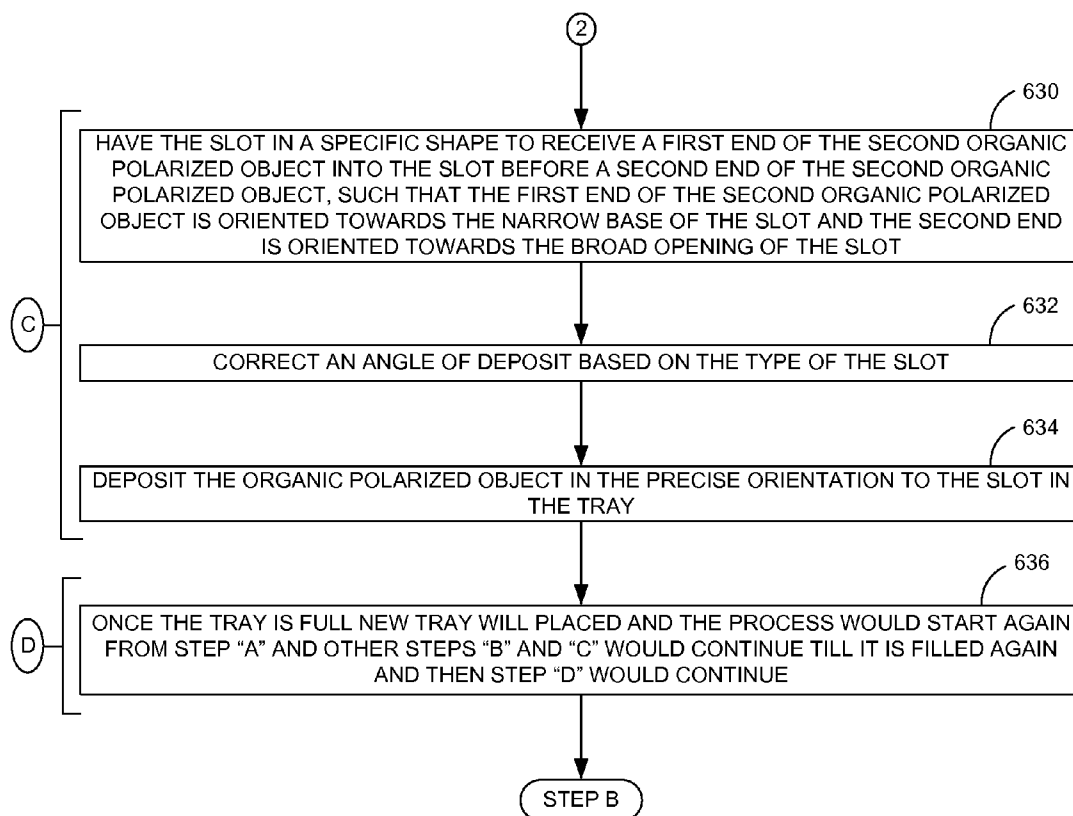 2
630
HAVE THE SLOT IN A SPECIFIC SHAPE TO RECEIVE A FIRST END OF THE SECOND ORGANIC
POLARIZED OBJECT INTO THE SLOT BEFORE A SECOND END OF THE SECOND ORGANIC
POLARIZED OBJECT, SUCH THAT THE FIRST END OF THE SECOND ORGANIC POLARIZED
OBJECT IS ORIENTED TOWARDS THE NARROW BASE OF THE SLOT AND THE SECOND END
IS ORIENTED TOWARDS THE BROAD OPENING OF THE SLOT
C
632
CORRECT AN ANGLE OF DEPOSIT BASED ON THE TYPE OF THE SLOT
634
DEPOSIT THE ORGANIC POLARIZED OBJECT IN THE PRECISE ORIENTATION TO THE SLOT IN
THE TRAY
636
D
ONCE THE TRAY IS FULL NEW TRAY WILL PLACED AND THE PROCESS WOULD START AGAIN
FROM STEP “A” AND OTHER STEPS “B” AND “C” WOULD CONTINUE TILL IT IS FILLED AGAIN
AND THEN STEP “D” WOULD CONTINUE
STEP B